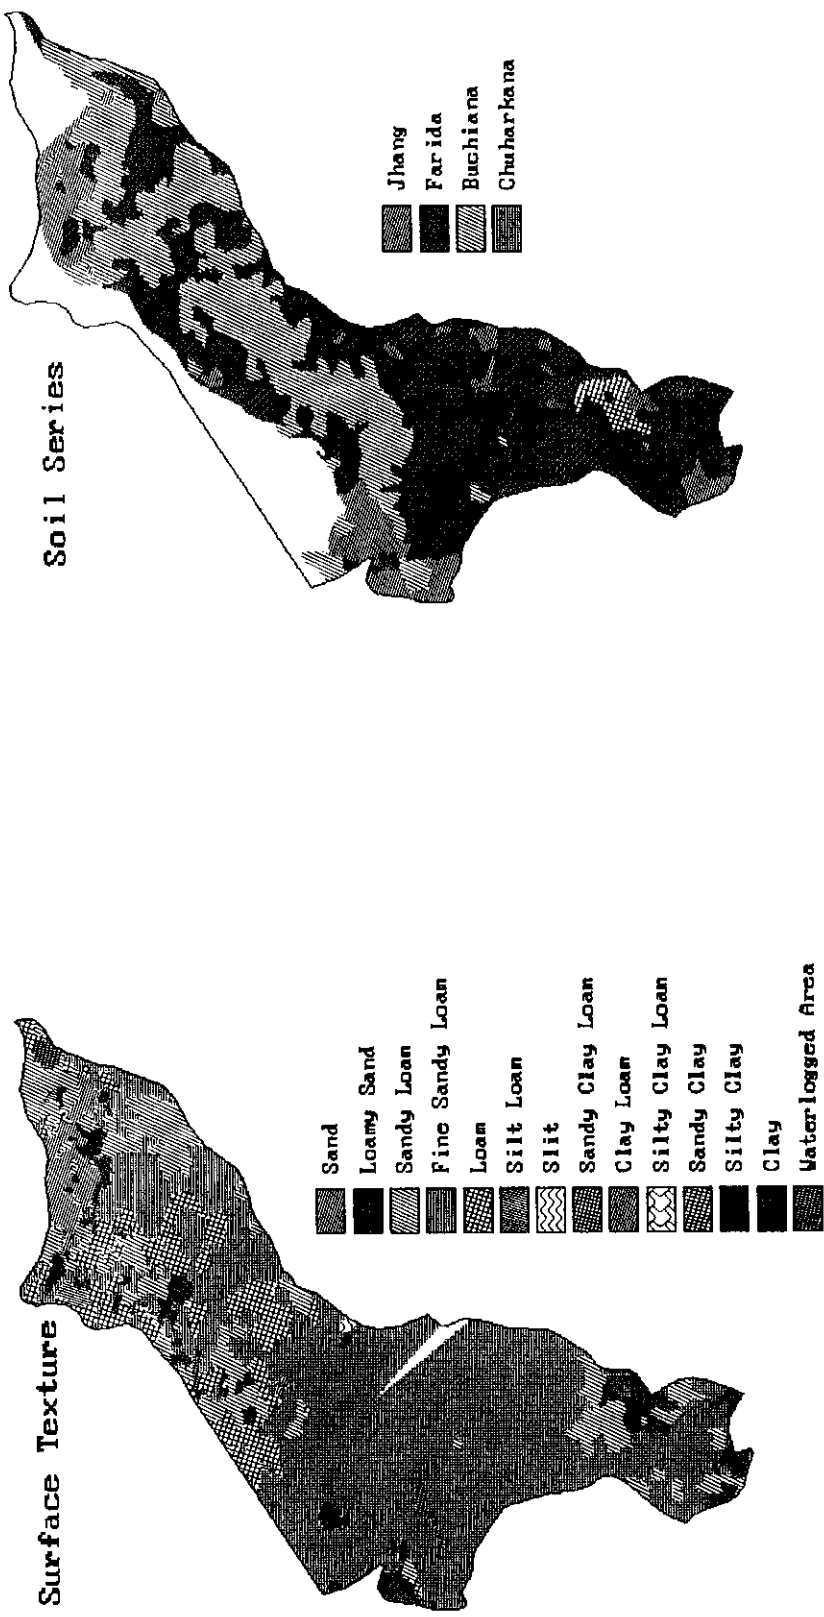 Surface Texture
Sand
Loamy Sand
Sandy Loam
Fine Sandy Loam
Loam
Silt Loam
Slit
Sandy Clay Loam
Clay Loam
Silty Clay Loam
Sandy Clay
Silty Clay
Clay
Waterlogged Area
Soil Series
Jhang
Farida
Buchiana
Chuharkana